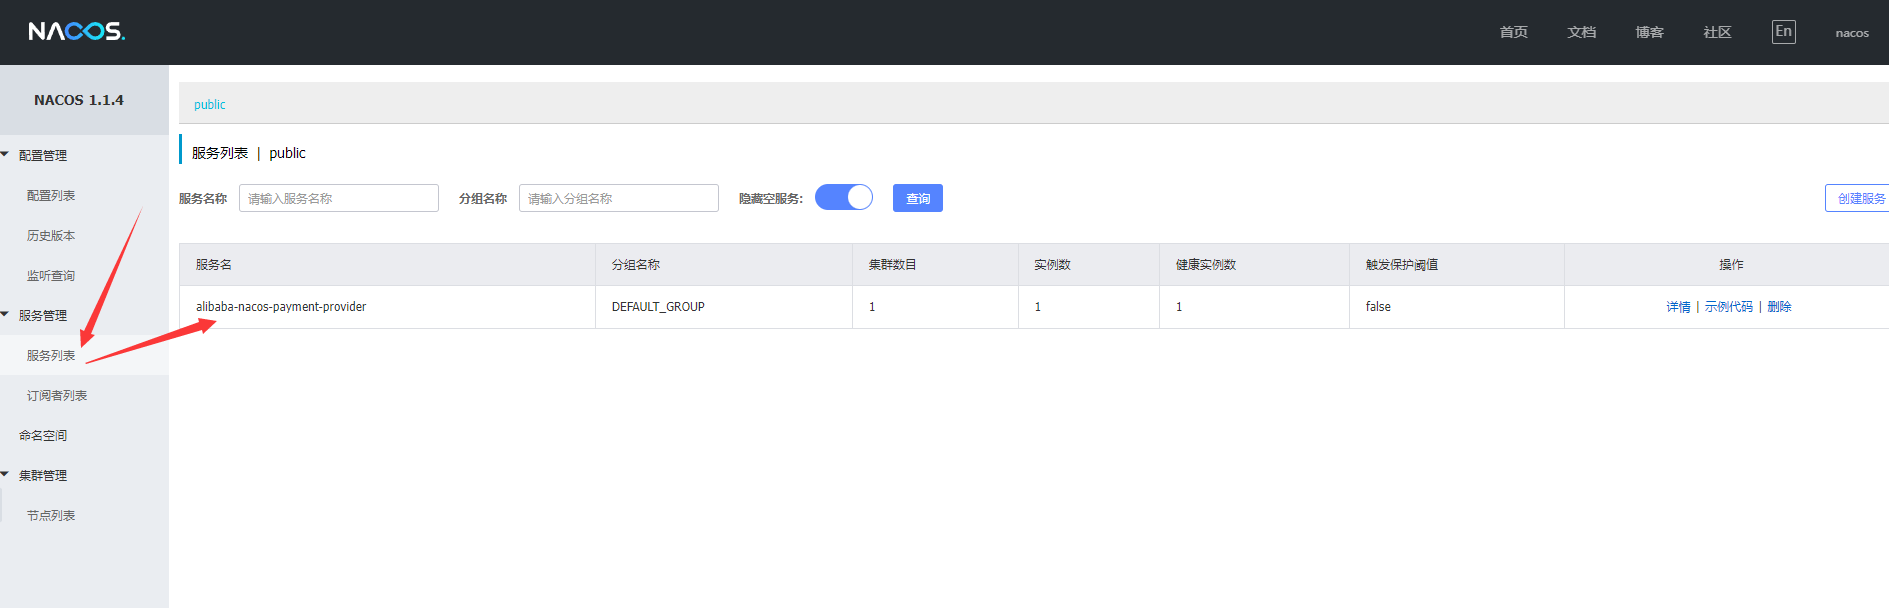 NACOS.
首页 文档 博客 社区 En nacos
NACOS 1.1.4
配置管理
配置列表
历史版本
监听查询
服务管理
服务列表
订阅者列表
命名空间
集群管理
节点列表
public
服务列表 | public
服务名称 请输入服务名称 分组名称 请输入分组名称 隐藏空服务: 查询 创建服务
服务名 分组名称 集群数目 实例数 健康实例数 触发保护阈值 操作
alibaba-nacos-payment-provider DEFAULT_GROUP 1 1 1 false 详情 | 示例代码 | 删除